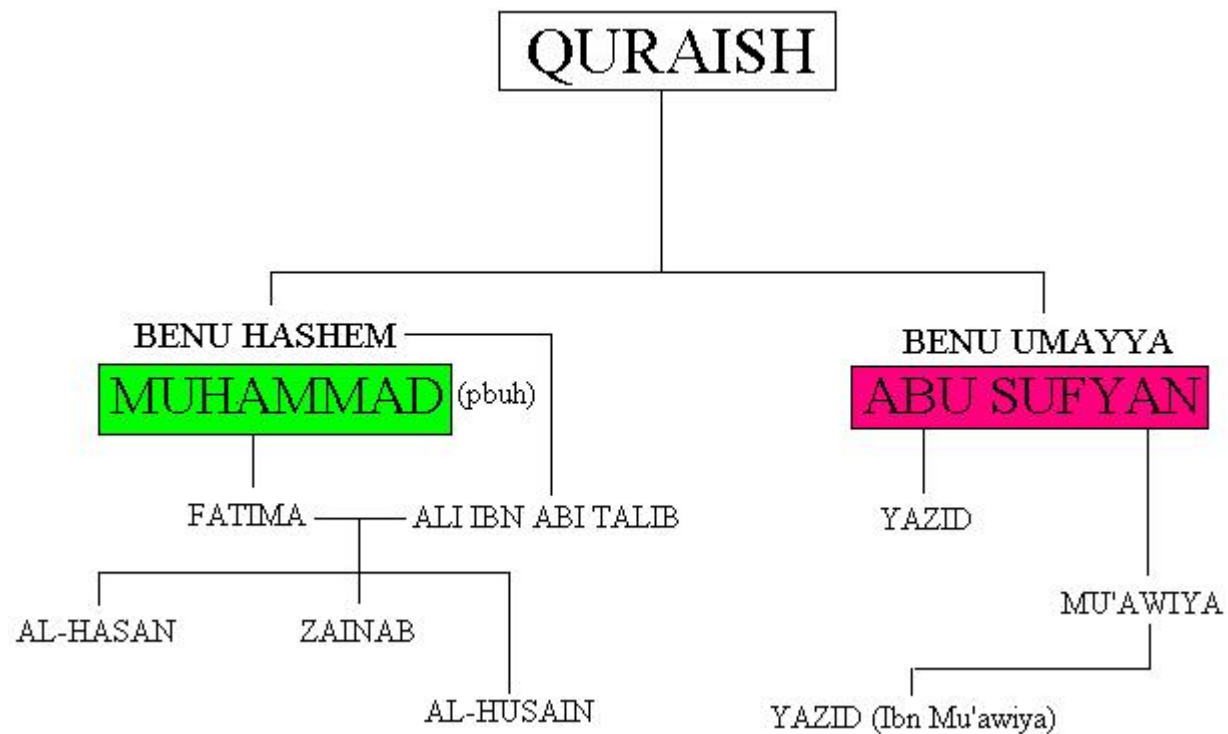 QURAISH
BENU HASHEM
BENU UMAYYA
MUHAMMAD (pbuh)
ABU SUFYAN
FATIMA
ALI IBN ABI TALIB
YAZID
AL-HASAN
ZAINAB
MU'AWIYA
AL-HUSAIN
YAZID (Ibn Mu'awiya)